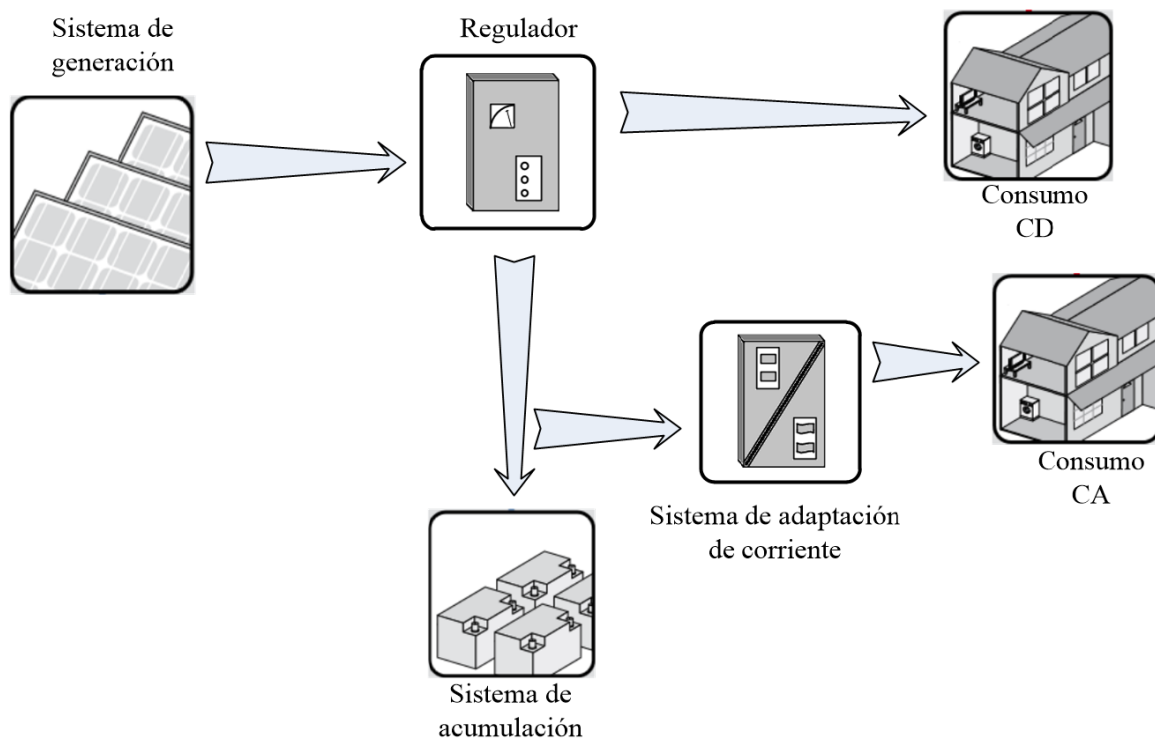 Sistema de
generación
Regulador
Consumo
CD
Consumo
CA
Sistema de adaptación
de corriente
Sistema de
acumulación